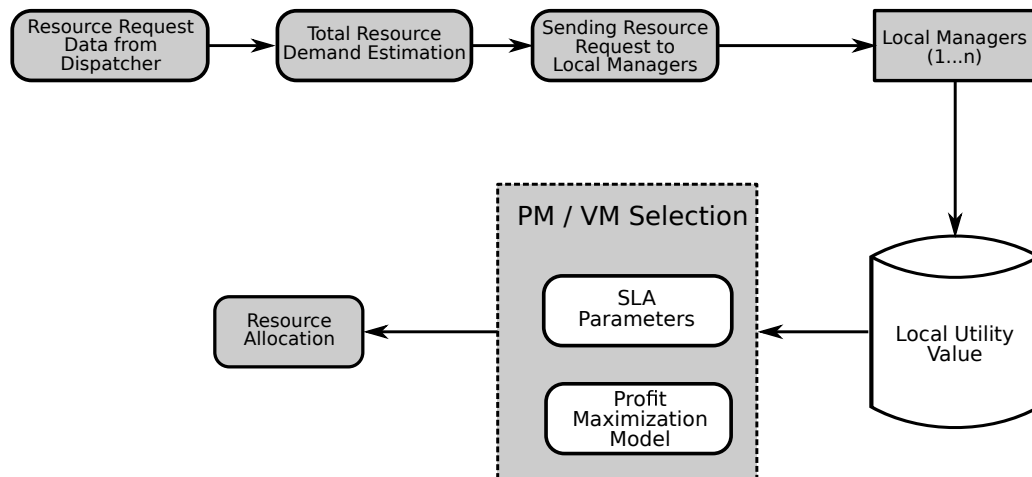 Resource Request
Data from
Dispatcher
Total Resource
Demand Estimation
Sending Resource
Request to
Local Managers
Local Managers
(1...n)
PM / VM Selection
SLA
Parameters
Profit
Maximization
Model
Local Utility
Value
Resource
Allocation